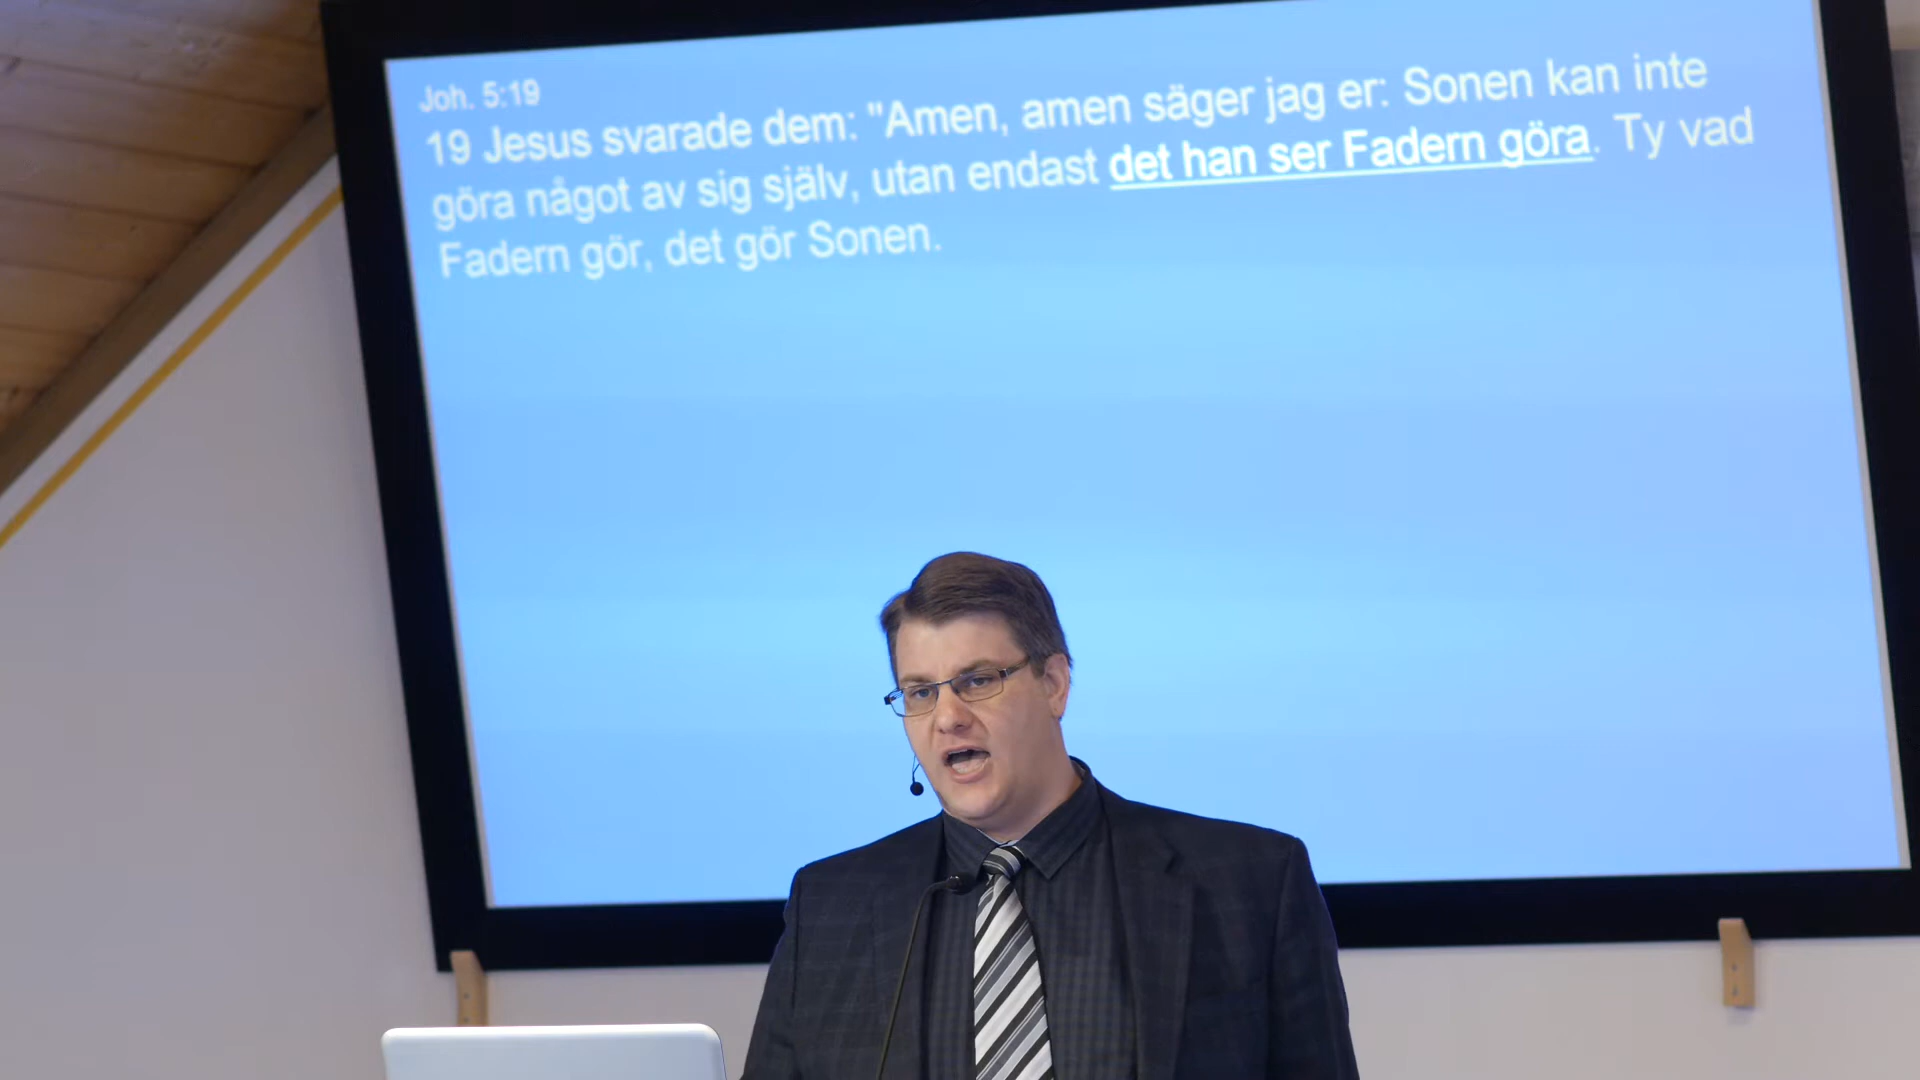 Joh. 5:19
19 Jesus svarade dem: "Amen, amen säger jag er: Sonen kan inte
göra något av sig själv, utan endast det han ser Fadern göra. Ty vad
Fadern gör, det gör Sonen.